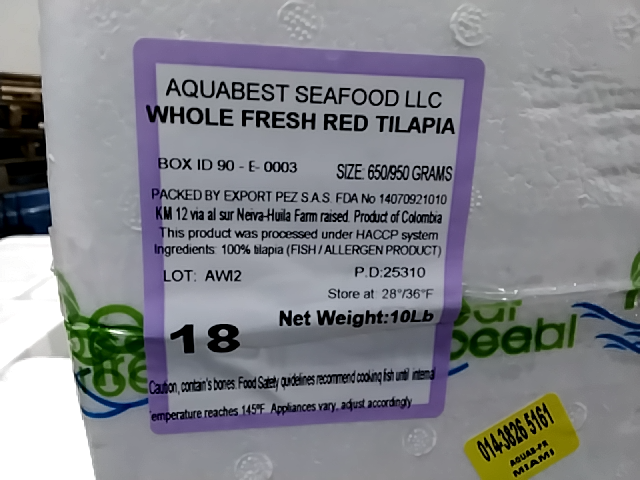 AQUABEST SEAFOOD LLC
WHOLE FRESH RED TILAPIA
BOX ID 90 - E- 0003 SIZE: 650/950 GRAMS
PACKED BY EXPORT PEZ S.A.S. FDA No 14070921010
KM 12 via al sur Neiva-Huila Farm raised. Product of Colombia
This product was processed under HACCP system
Ingredients: 100% tilapia (FISH / ALLERGEN PRODUCT)
LOT: AWI2 P.D:25310
Store at 28°/36°F
18 Net Weight:10Lb
Caution, contain's bones. Food Safety guidelines recommend cooking fish until internal
emperature reaches 145°F. Appliances vary, adjust accordingly
014-3826 5161
MIAMI